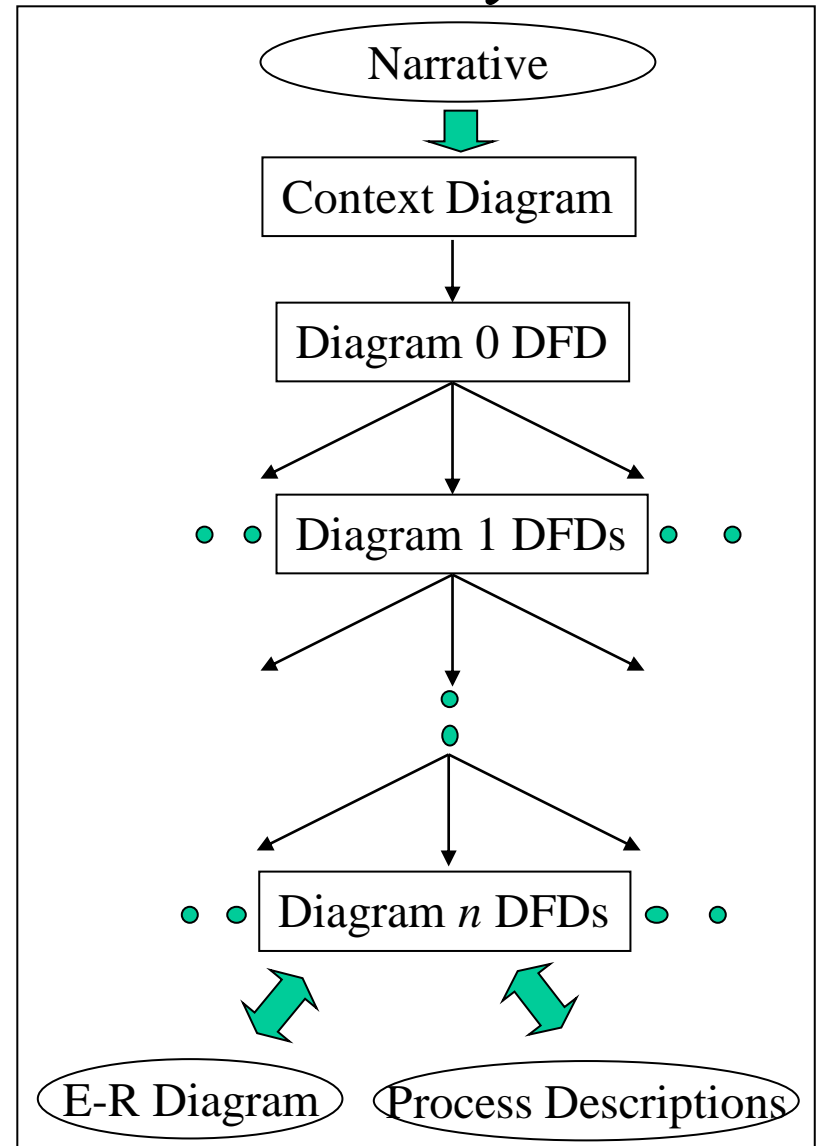 Narrative
Context Diagram
Diagram 0 DFD
Diagram 1 DFDs
Diagram n DFDs
E-R Diagram
Process Descriptions